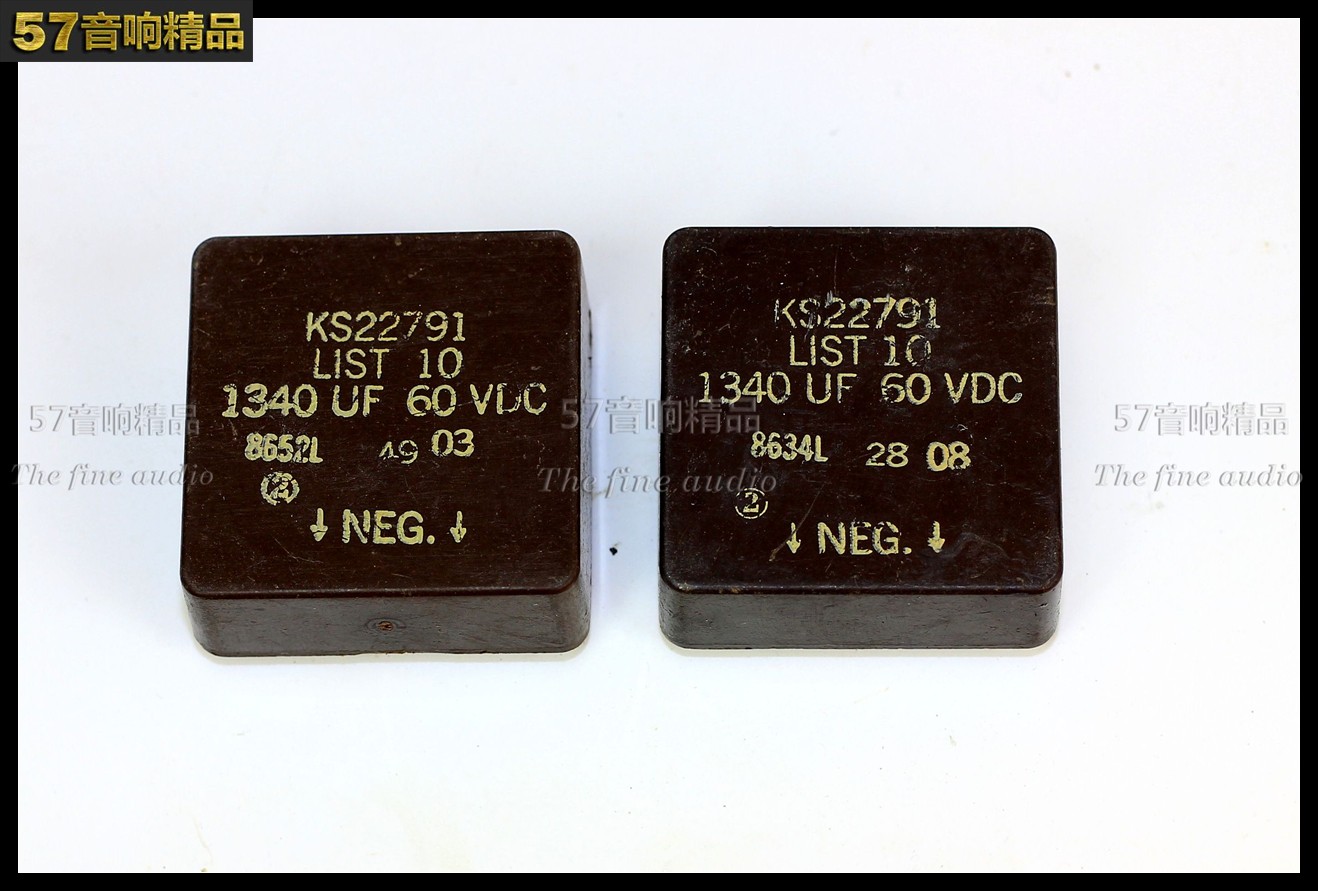 57音响精品
KS22791
LIST 10
1340 UF 60 VDC
8652L 49 03
2
↓ NEG. ↓
KS22791
LIST 10
1340 UF 60 VDC
8634L 28 08
2
↓ NEG. ↓
57音响精品
The fine audio
57音响精品
The fine audio
57音响精品
The fine audio